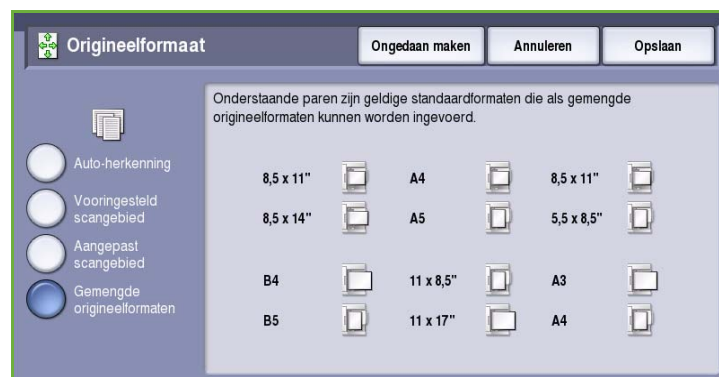 Origineelformaat
Ongedaan maken
Annuleren
Opslaan
Auto-herkenning
Vooringesteld
scangebied
Aangepast
scangebied
Gemengde
origineelformaten
Onderstaande paren zijn geldige standaardformaten die als gemengde
origineelformaten kunnen worden ingevoerd.
8,5 x 11" A4 8,5 x 11"
8,5 x 14" A5 5,5 x 8,5"
B4 11 x 8,5" A3
B5 11 x 17" A4